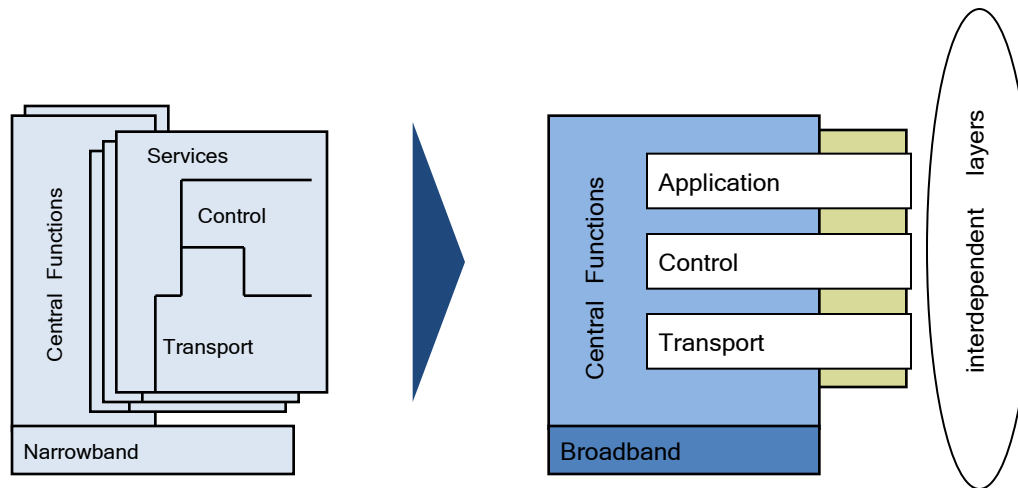 Central Functions
Services
Control
Transport
Narrowband
Central Functions
Application
Control
Transport
Broadband
interdependent layers